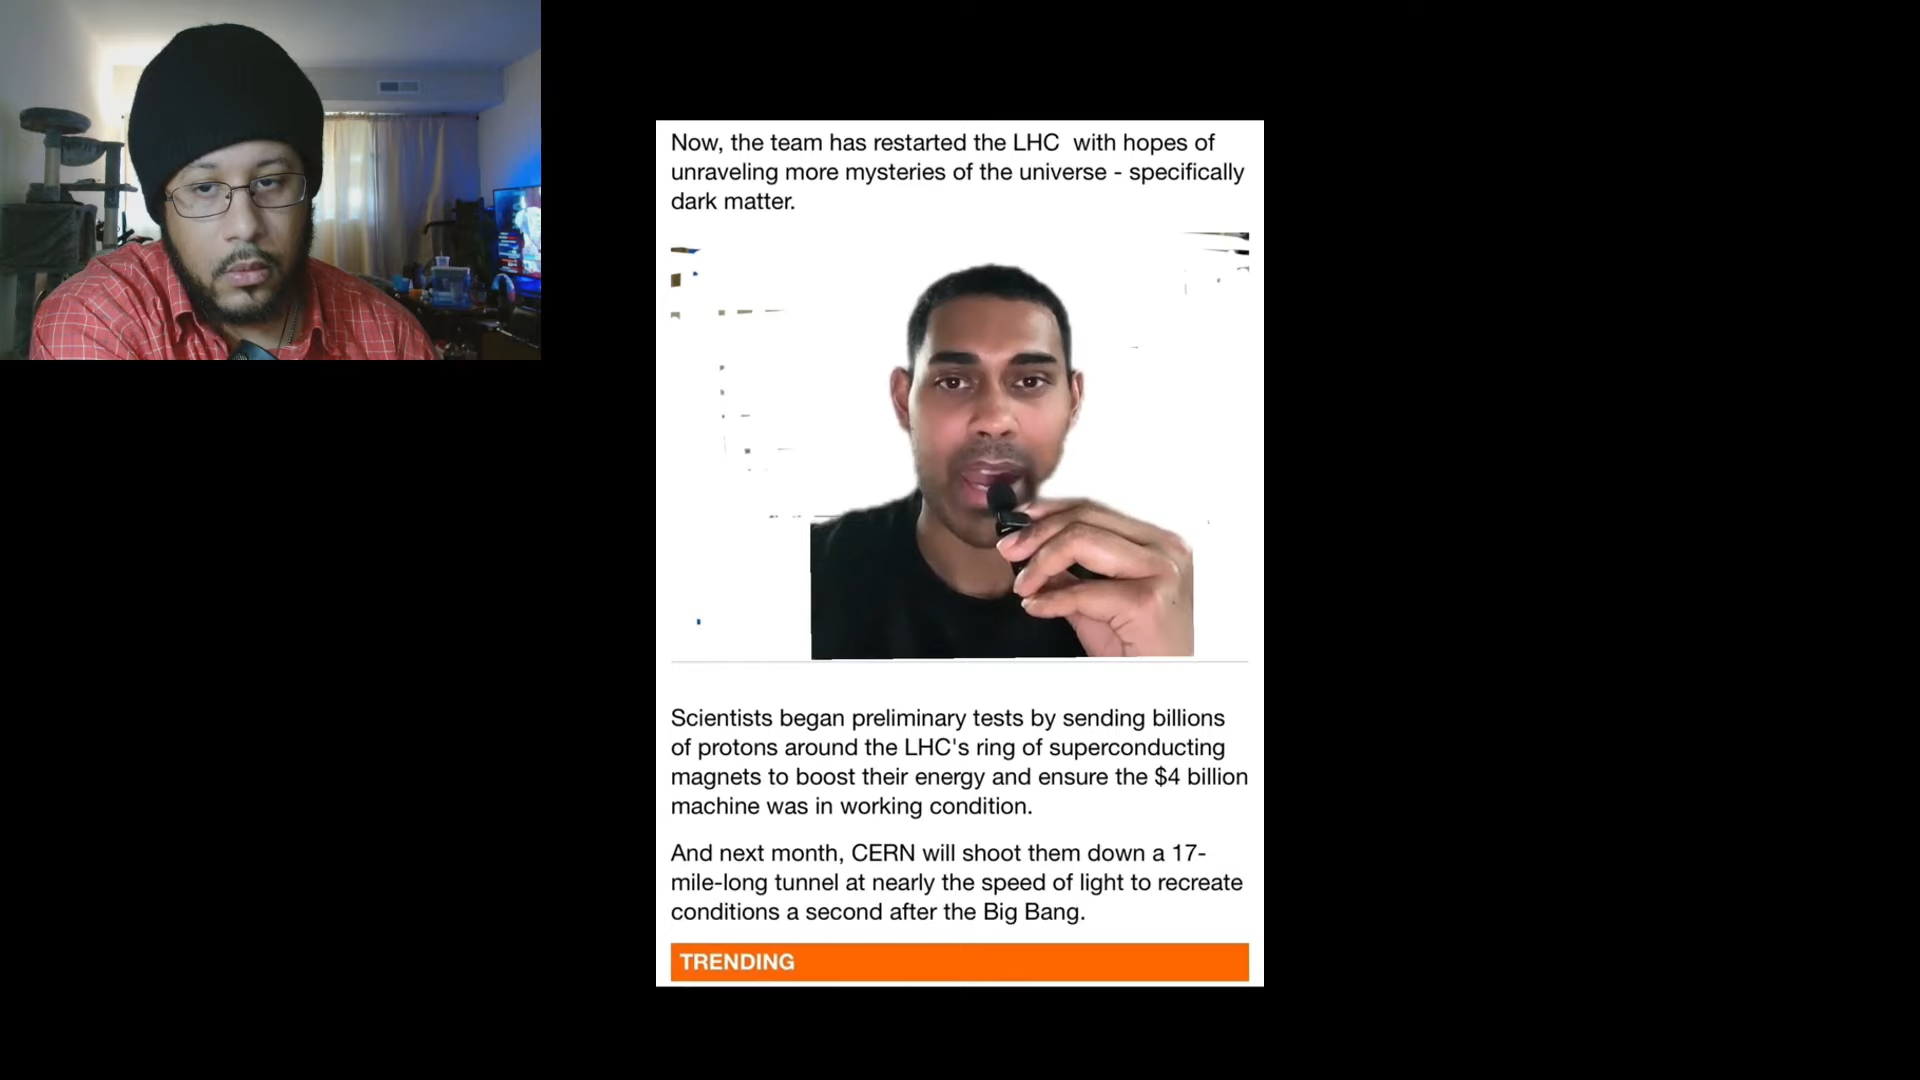 Now, the team has restarted the LHC with hopes of
unraveling more mysteries of the universe - specifically
dark matter.
Scientists began preliminary tests by sending billions
of protons around the LHC's ring of superconducting
magnets to boost their energy and ensure the $4 billion
machine was in working condition.
And next month, CERN will shoot them down a 17-
mile-long tunnel at nearly the speed of light to recreate
conditions a second after the Big Bang.
TRENDING